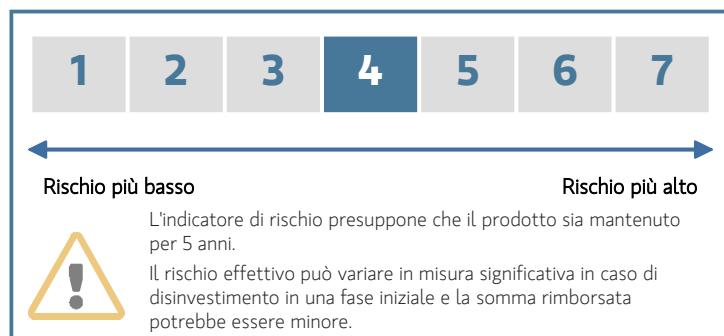 1 2 3 4 5 6 7
Rischio più basso Rischio più alto
L'indicatore di rischio presuppone che il prodotto sia mantenuto
per 5 anni.
Il rischio effettivo può variare in misura significativa in caso di
disinvestimento in una fase iniziale e la somma rimborsata
potrebbe essere minore.